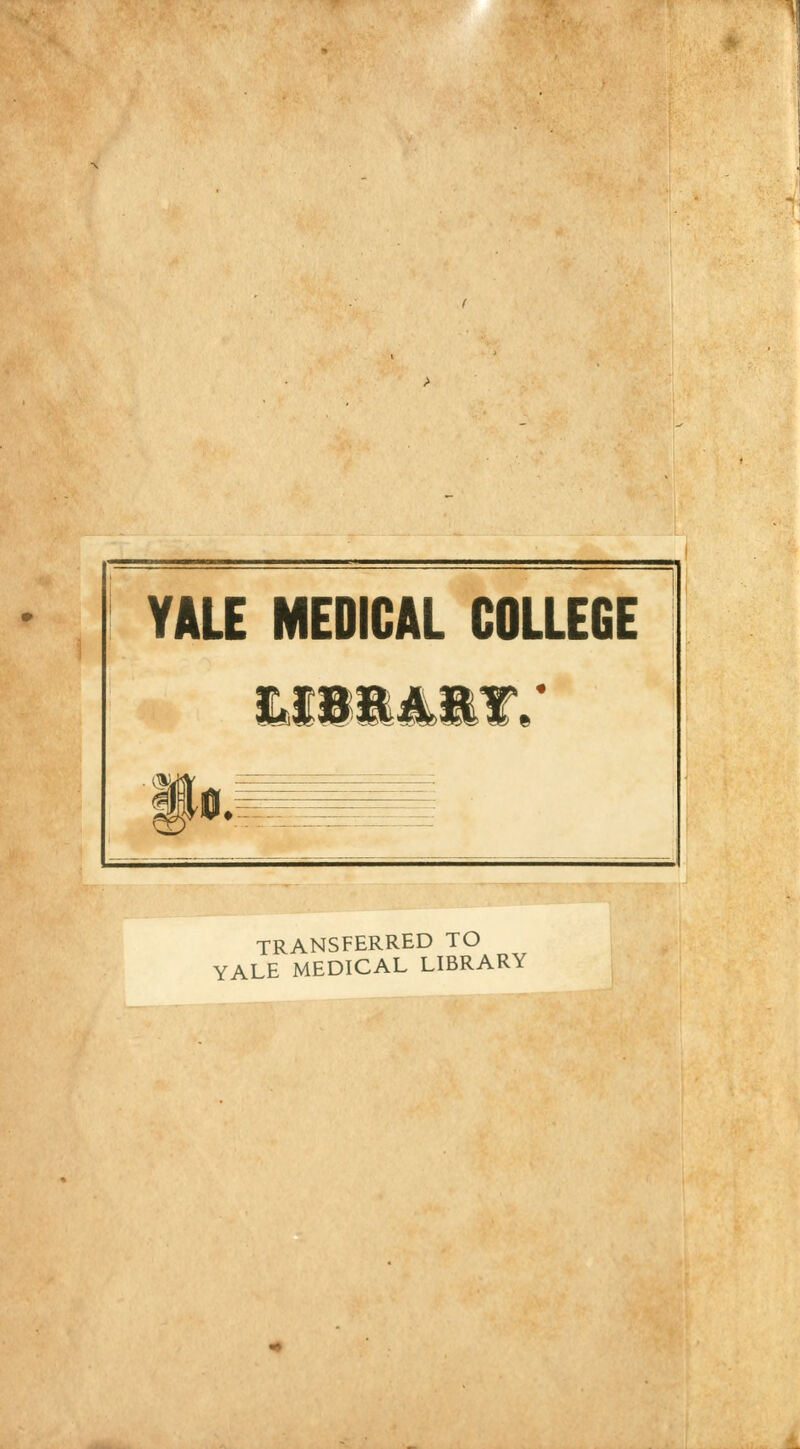 YALE MEDICAL COLLEGE
LIBRARY.
No.
TRANSFERRED TO
YALE MEDICAL LIBRARY